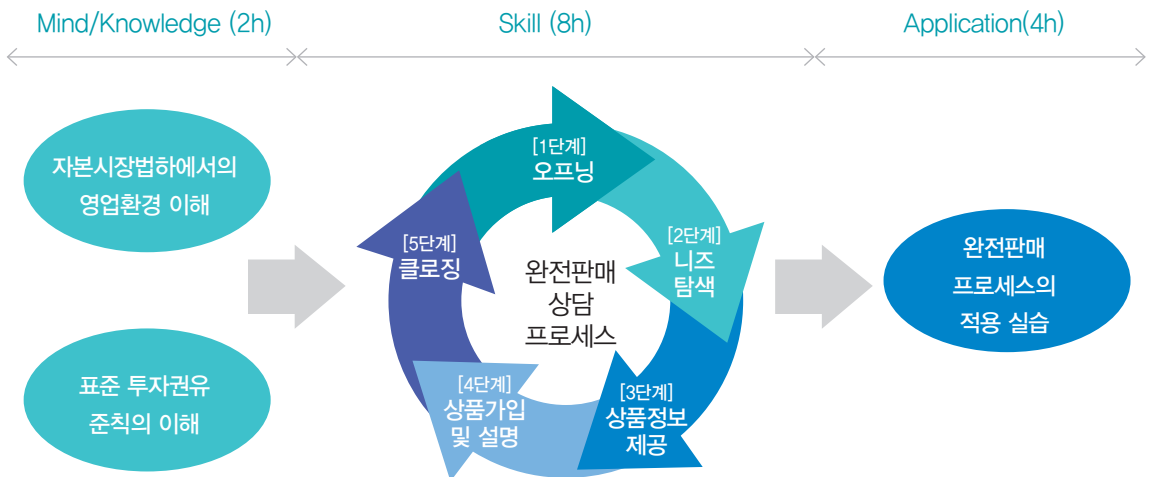 Mind/Knowledge (2h)
Skill (8h)
Application(4h)
자본시장법하에서의
영업환경 이해
표준 투자권유
준칙의 이해
[1단계]
오프닝
[2단계]
니즈
탐색
[3단계]
상품정보
제공
[4단계]
상품가입
및 설명
[5단계]
클로징
완전판매
상담
프로세스
완전판매
프로세스의
적용 실습